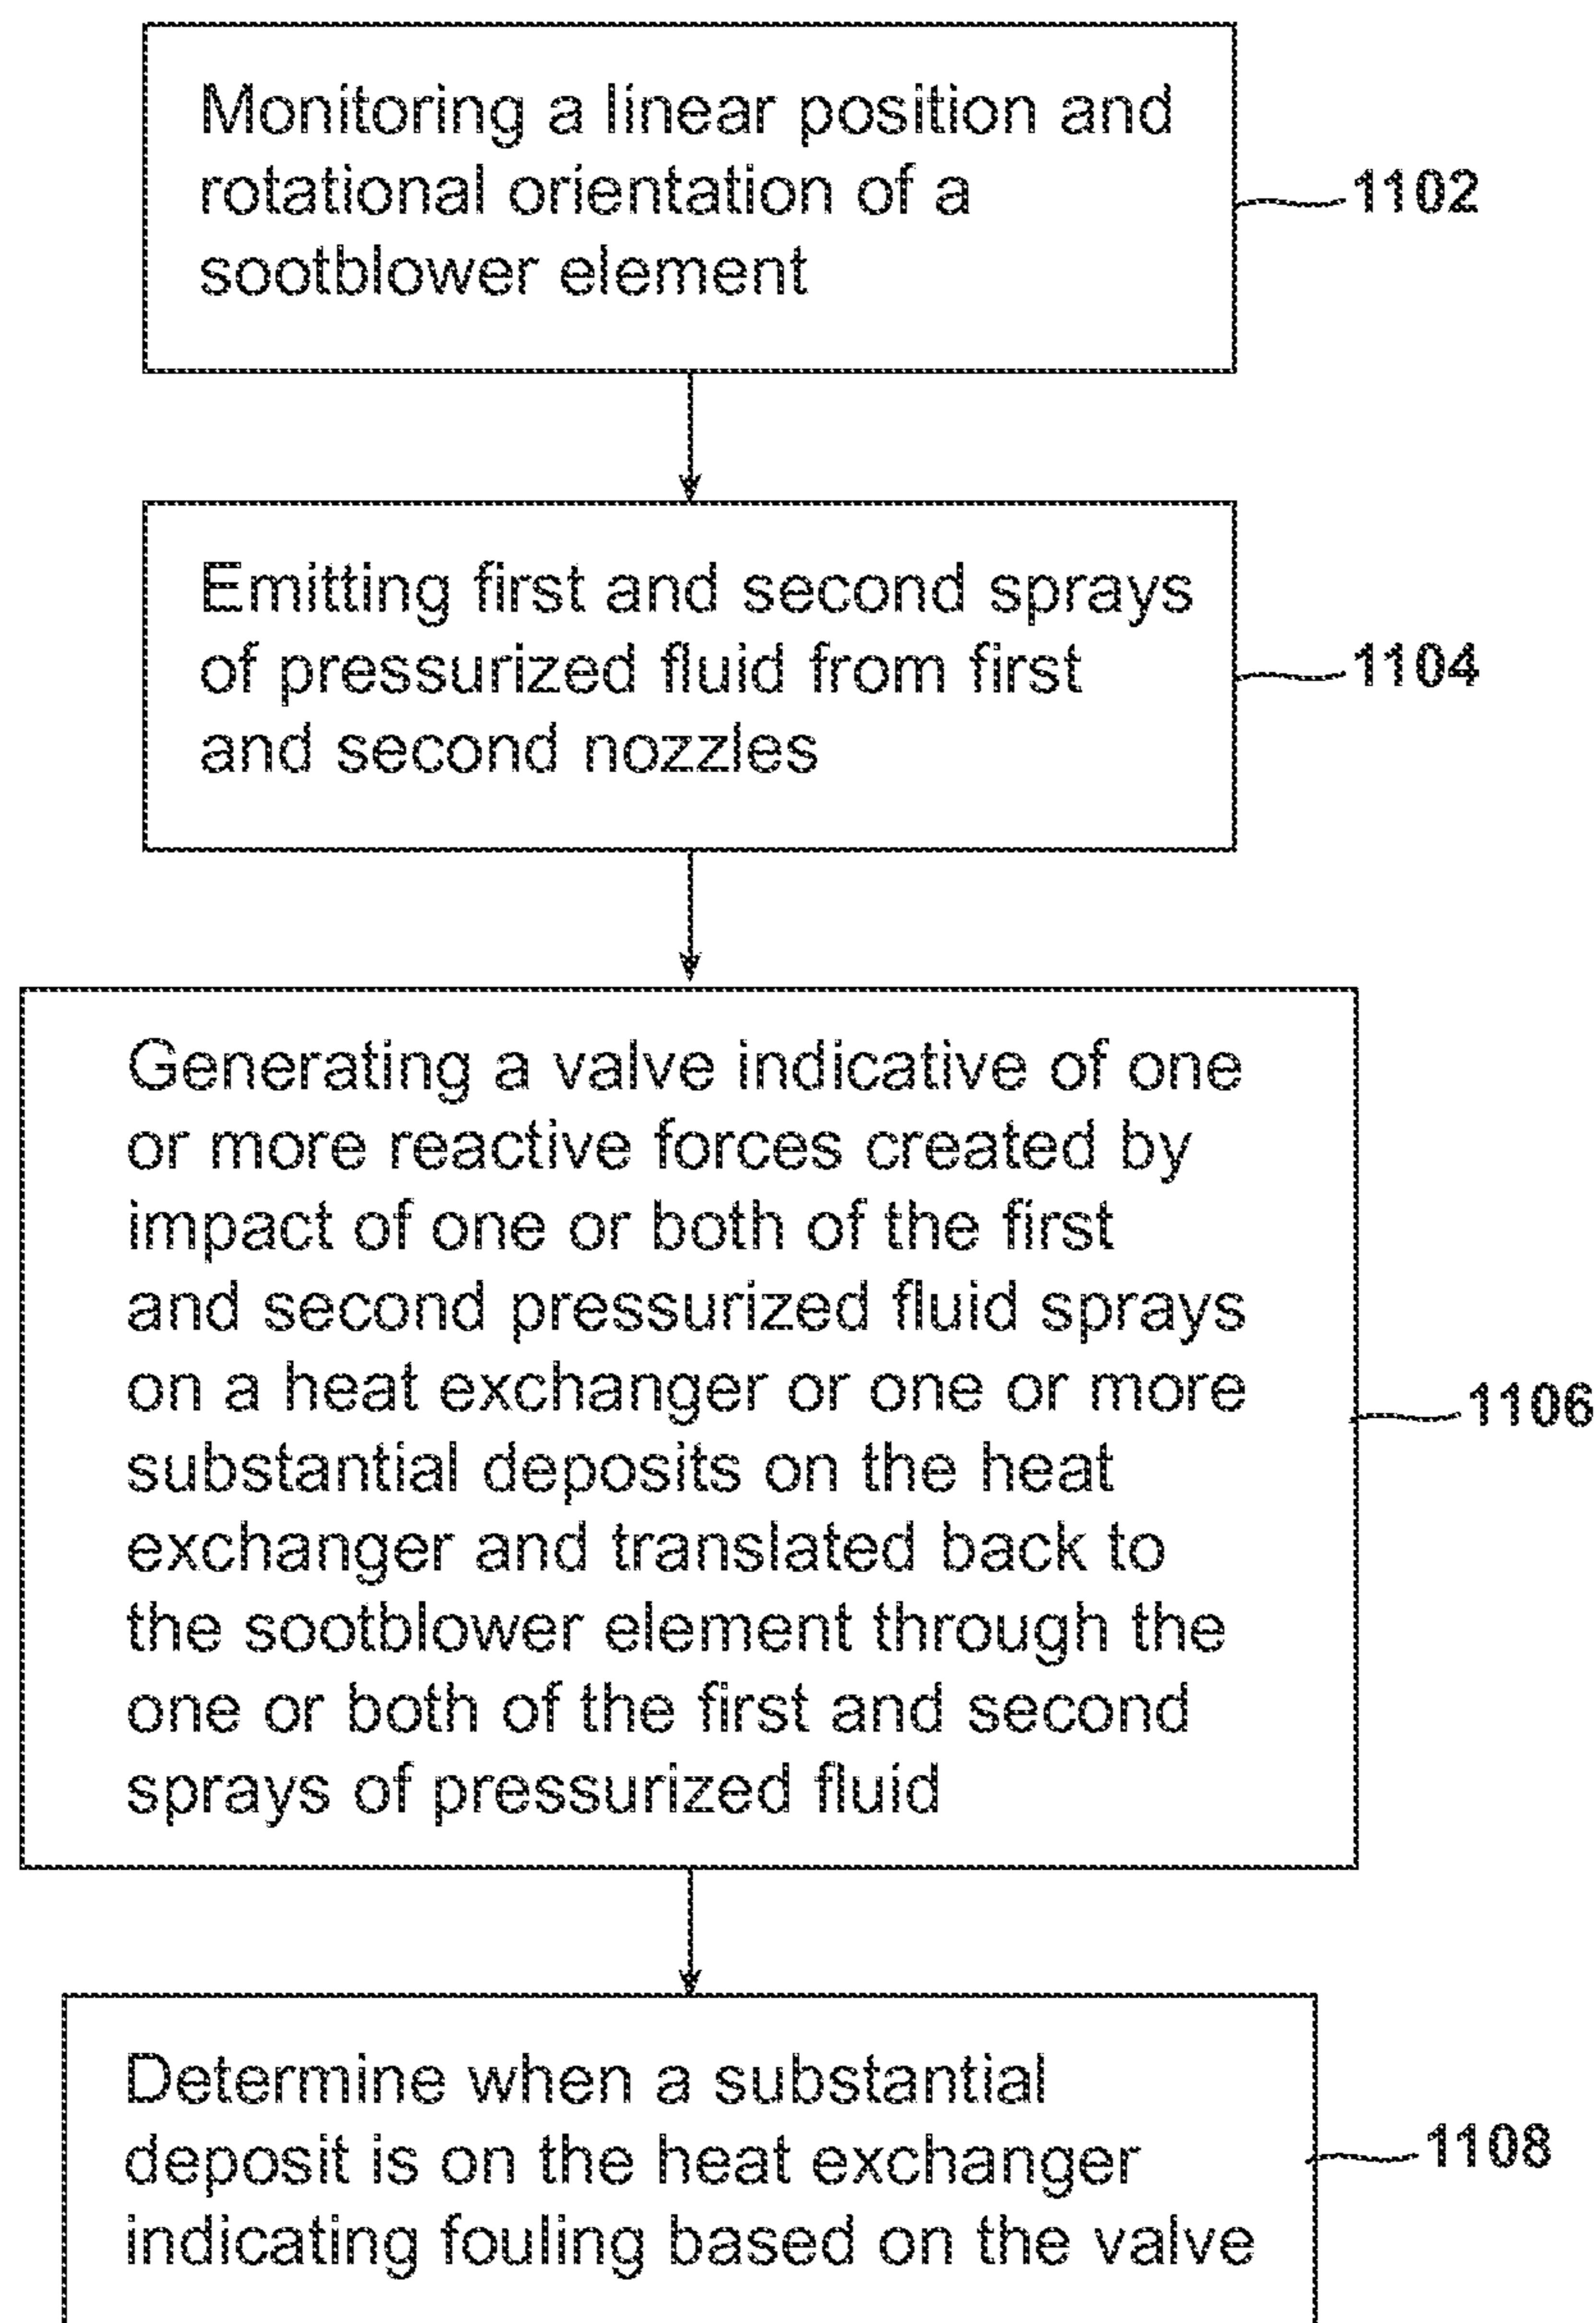 Monitoring a linear position and
rotational orientation of a
sootblower element
1102
Emitting first and second sprays
of pressurized fluid from first
and second nozzles
1104
Generating a valve indicative of one
or more reactive forces created by
impact of one or both of the first
and second pressurized fluid sprays
on a heat exchanger or one or more
substantial deposits on the heat
exchanger and translated back to
the sootblower element through the
one or both of the first and second
sprays of pressurized fluid
1106
Determine when a substantial
deposit is on the heat exchanger
indicating fouling based on the valve
1108